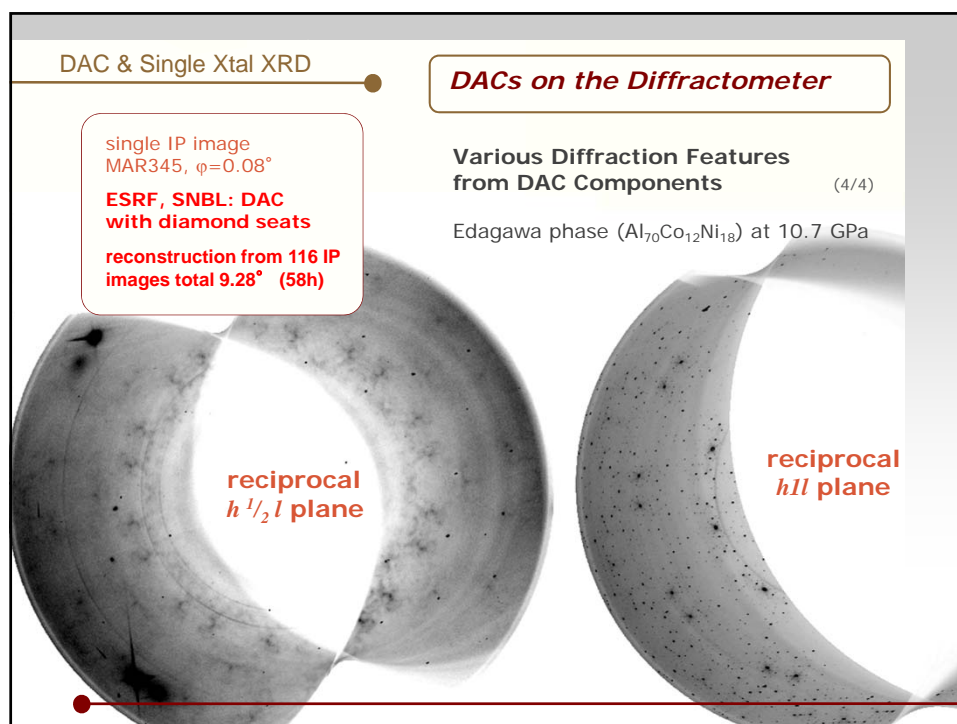 DAC & Single Xtal XRD
DACs on the Diffractometer
single IP image
MAR345, φ=0.08°
ESRF, SNBL: DAC
with diamond seats
reconstruction from 116 IP
images total 9.28° (58h)
Various Diffraction Features
from DAC Components (4/4)
Edagawa phase (Al₇₀Co₁₂Ni₁₈) at 10.7 GPa
reciprocal
h ¹/₂ l plane
reciprocal
h1l plane